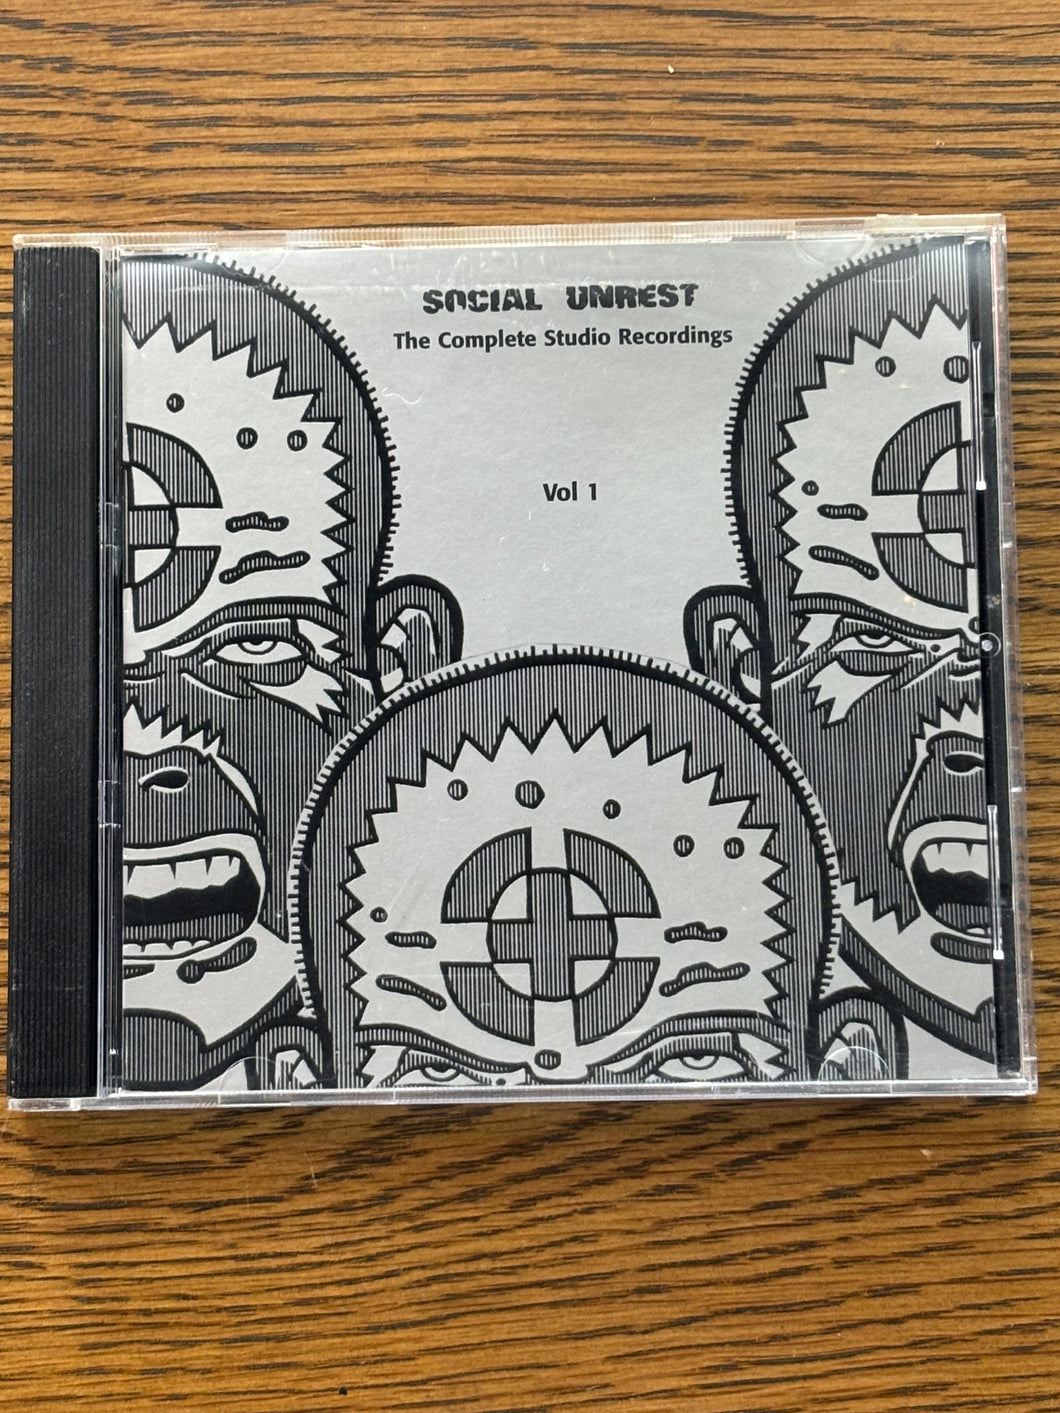 SOCIAL UNREST
The Complete Studio Recordings
Vol 1